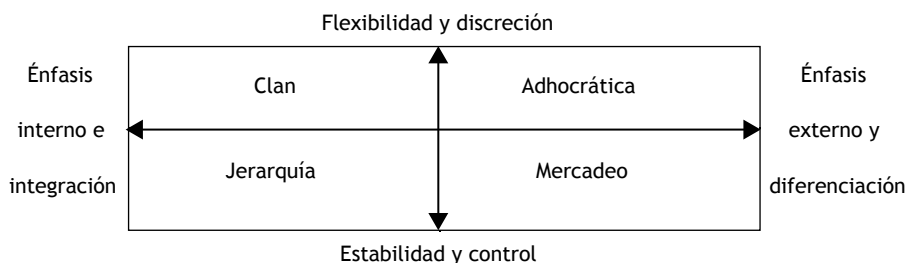 Flexibilidad y discreción
Énfasis
interno e
integración
Clan
Adhocrática
Jerarquía
Mercadeo
Énfasis
externo y
diferenciación
Estabilidad y control